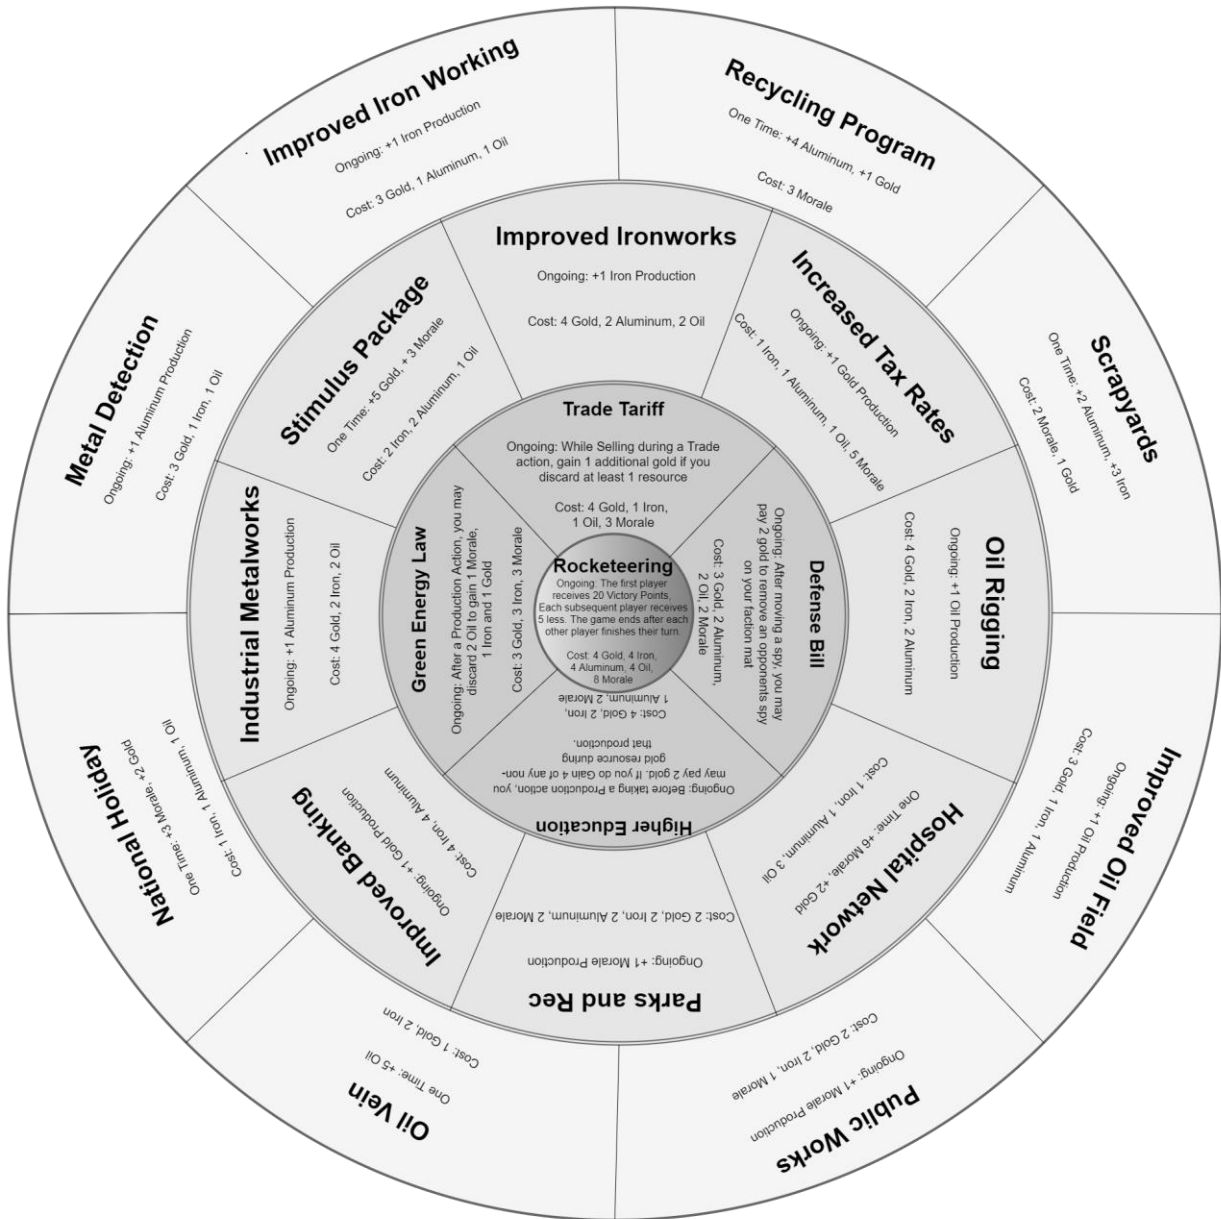 Improved Iron Working
Ongoing: +1 Iron Production
Cost: 3 Gold, 1 Aluminum, 1 Oil
Recycling Program
One Time: +4 Aluminum, +1 Gold
Cost: 3 Morale
Scrapyards
One Time: +2 Aluminum, +3 Iron
Cost: 2 Morale, 1 Gold
Improved Oil Field
Ongoing: +1 Oil Production
Cost: 3 Gold, 1 Iron, 1 Aluminum
Public Works
Ongoing: +1 Morale Production
Cost: 2 Gold, 2 Iron, 1 Morale
Oil Vein
One Time: +5 Oil
Cost: 1 Gold, 2 Iron
National Holiday
One Time: +3 Morale, +2 Gold
Cost: 1 Iron, 1 Aluminum, 1 Oil
Metal Detection
Ongoing: +1 Aluminum Production
Cost: 3 Gold, 1 Iron, 1 Oil
Improved Ironworks
Ongoing: +1 Iron Production
Cost: 4 Gold, 2 Aluminum, 2 Oil
Increased Tax Rates
Ongoing: +1 Gold Production
Cost: 1 Iron, 1 Aluminum, 1 Oil, 5 Morale
Oil Rigging
Ongoing: +1 Oil Production
Cost: 4 Gold, 2 Iron, 2 Aluminum
Hospital Network
One Time: +6 Morale, +2 Gold
Cost: 1 Iron, 1 Aluminum, 3 Oil
Parks and Rec
Ongoing: +1 Morale Production
Cost: 2 Gold, 2 Iron, 2 Aluminum, 2 Morale
Improved Banking
Ongoing: +1 Gold Production
Cost: 4 Iron, 4 Aluminum
Industrial Metalworks
Ongoing: +1 Aluminum Production
Cost: 4 Gold, 2 Iron, 2 Oil
Stimulus Package
One Time: +5 Gold, + 3 Morale
Cost: 2 Iron, 2 Aluminum, 1 Oil
Trade Tariff
Ongoing: While Selling during a Trade
action, gain 1 additional gold if you
discard at least 1 resource
Cost: 4 Gold, 1 Iron,
1 Oil, 3 Morale
Defense Bill
Ongoing: After moving a spy, you may
pay 2 gold to remove an opponents spy
on your faction mat
Cost: 3 Gold, 2 Aluminum,
2 Oil, 2 Morale
Higher Education
Ongoing: Before taking a Production action, you
may pay 2 gold. If you do Gain 4 of any non-
gold resource during
that production.
Cost: 4 Gold, 2 Iron,
1 Aluminum, 2 Morale
Green Energy Law
Ongoing: After a Production Action, you may
discard 2 Oil to gain 1 Morale,
1 Iron and 1 Gold
Cost: 3 Gold, 3 Iron, 3 Morale
Rocketeering
Ongoing: The first player
receives 20 Victory Points,
Each subsequent player receives
5 less. The game ends after each
other player finishes their turn.
Cost: 4 Gold, 4 Iron,
4 Aluminum, 4 Oil,
8 Morale